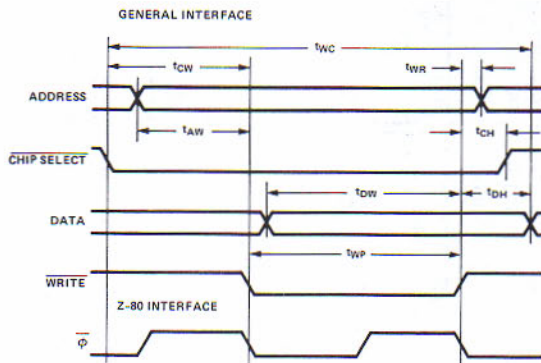 GENERAL INTERFACE
tWC
tCW
tWR
ADDRESS
tAW
tCH
CHIP SELECT
tDW
tDH
DATA
tWP
WRITE
Z-80 INTERFACE
ϕ